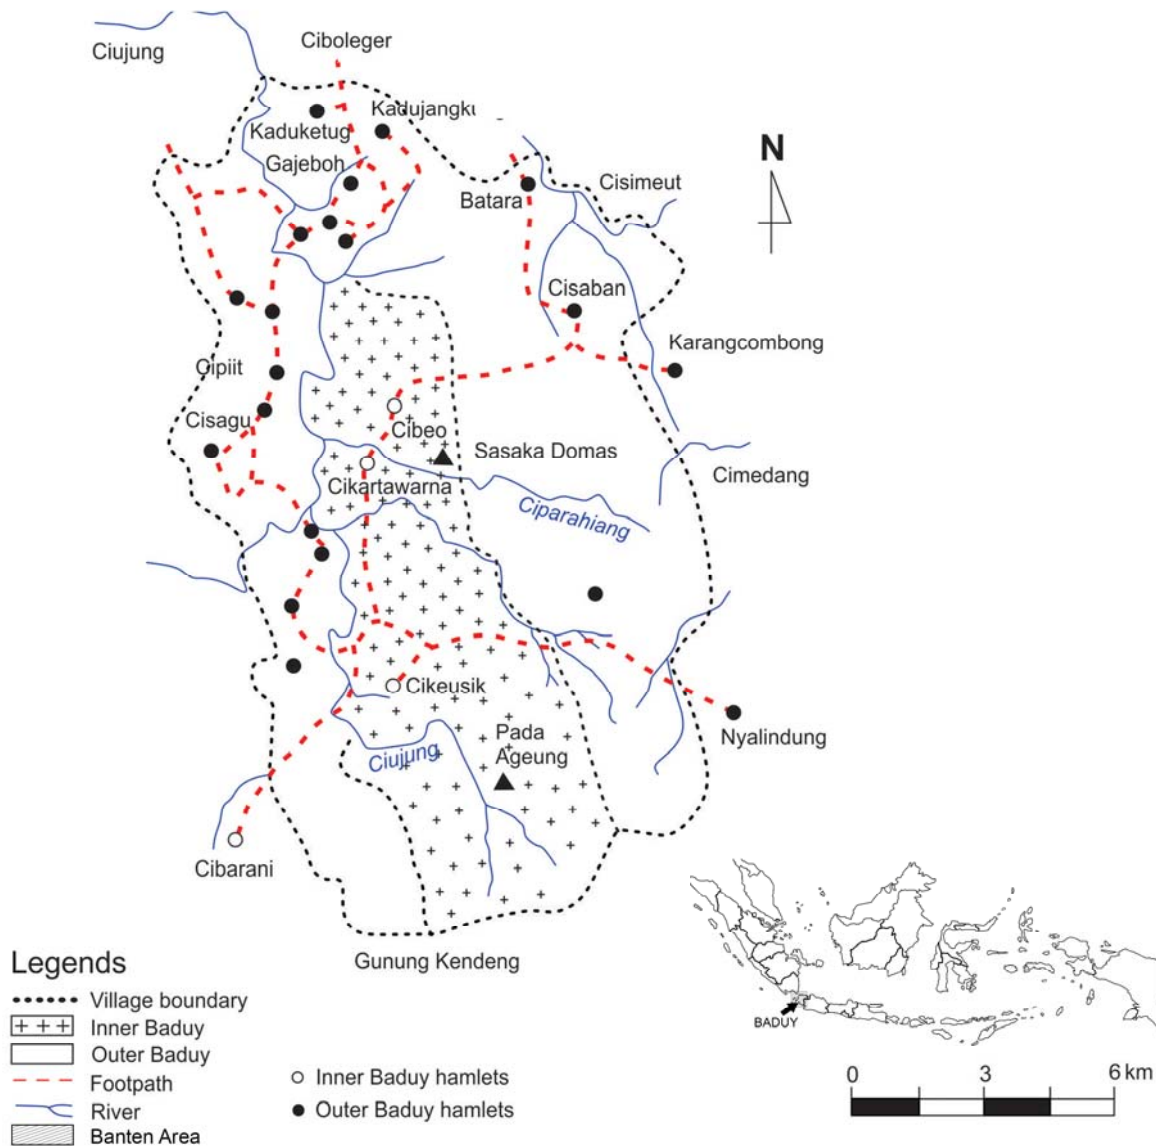 Ciboleger
Ciujung
Kadujangku
Kaduketug
Gajeboh
N
Cisimeut
Batara
Cisaban
Karangcombong
Cipiit
Cisagu
Cibeo
Sasaka Domas
Cimedang
Cikartawarna
Ciparahiang
Cikeusik
Pada
Ageung
Nyalindung
Ciujung
Cibarani
Gunung Kendeng
BADUY
Legends
Village boundary
Inner Baduy
Outer Baduy
Footpath
River
Banten Area
Inner Baduy hamlets
Outer Baduy hamlets
0 3 6 km